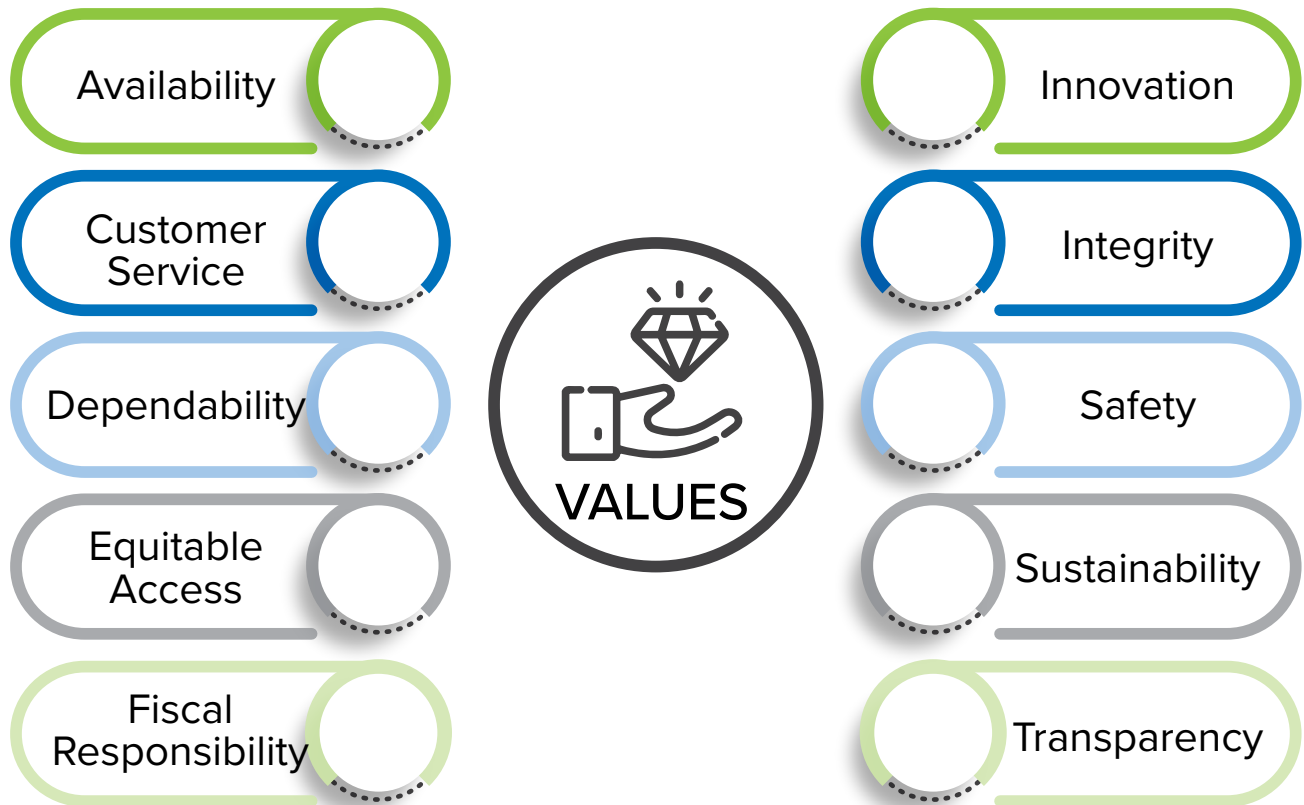 Availability
Customer
Service
Dependability
Equitable
Access
Fiscal
Responsibility
VALUES
Innovation
Integrity
Safety
Sustainability
Transparency